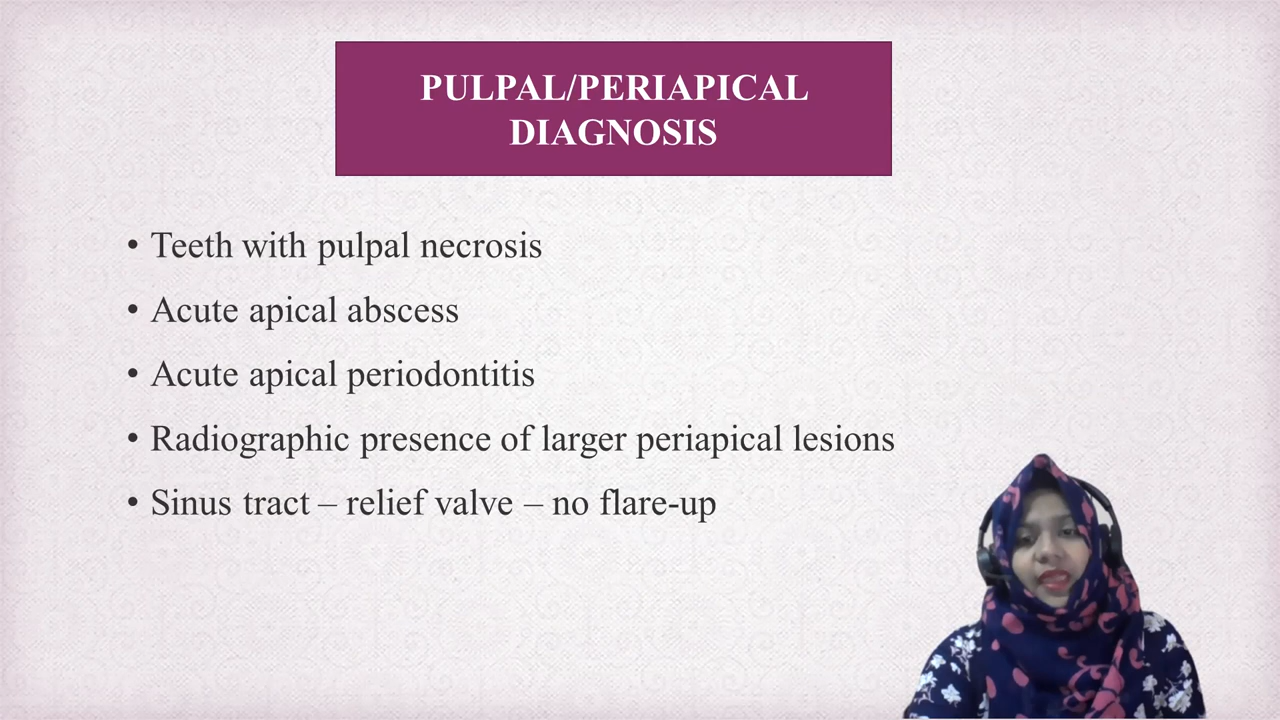 PULPAL/PERIAPICAL
DIAGNOSIS
• Teeth with pulpal necrosis
• Acute apical abscess
• Acute apical periodontitis
• Radiographic presence of larger periapical lesions
• Sinus tract – relief valve – no flare-up